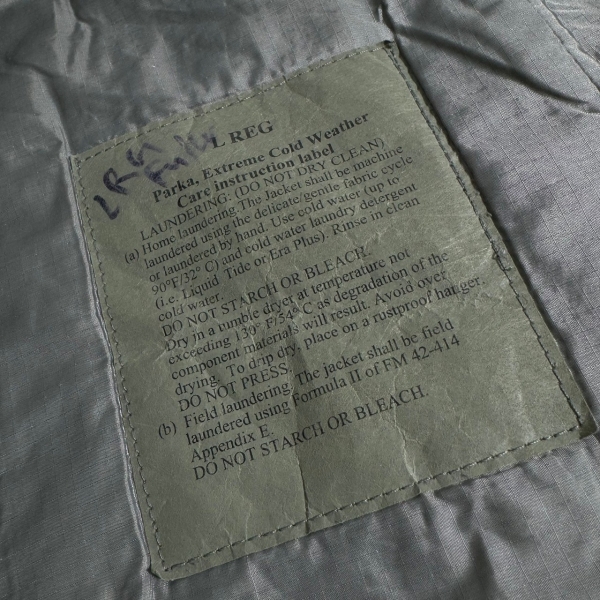 LRG
L REG
Parka, Extreme Cold Weather
Care instruction label
LAUNDERING: (DO NOT DRY CLEAN)
(a) Home laundering. The Jacket shall be machine
laundered using the delicate/gentle fabric cycle
or laundered by hand. Use cold water (up to
90°F/32° C) and cold water laundry detergent
(i.e. Liquid Tide or Era Plus). Rinse in clean
cold water.
DO NOT STARCH OR BLEACH.
Dry in a tumble dryer at temperature not
exceeding 130° F/54° C as degradation of the
component materials will result. Avoid over
drying. To drip dry, place on a rustproof hanger.
DO NOT PRESS.
(b) Field laundering. The jacket shall be field
laundered using Formula II of FM 42-414
Appendix E.
DO NOT STARCH OR BLEACH.